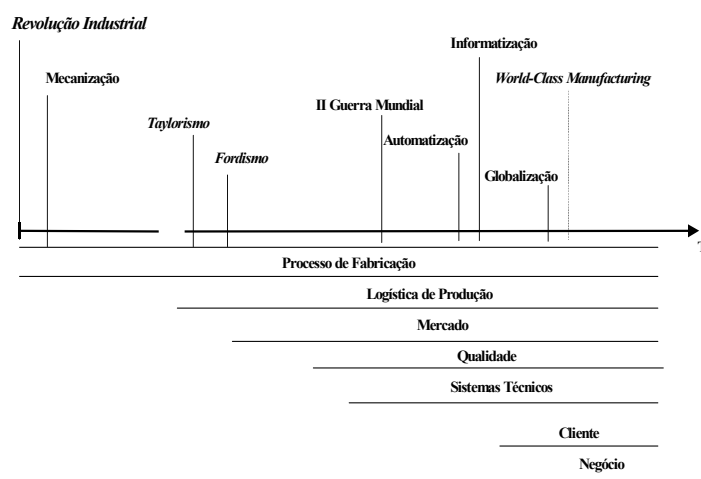 Revolução Industrial
Informatização
Mecanização
World-Class Manufacturing
II Guerra Mundial
Taylorismo
Automatização
Fordismo
Globalização
Processo de Fabricação
Logística de Produção
Mercado
Qualidade
Sistemas Técnicos
Cliente
Negócio